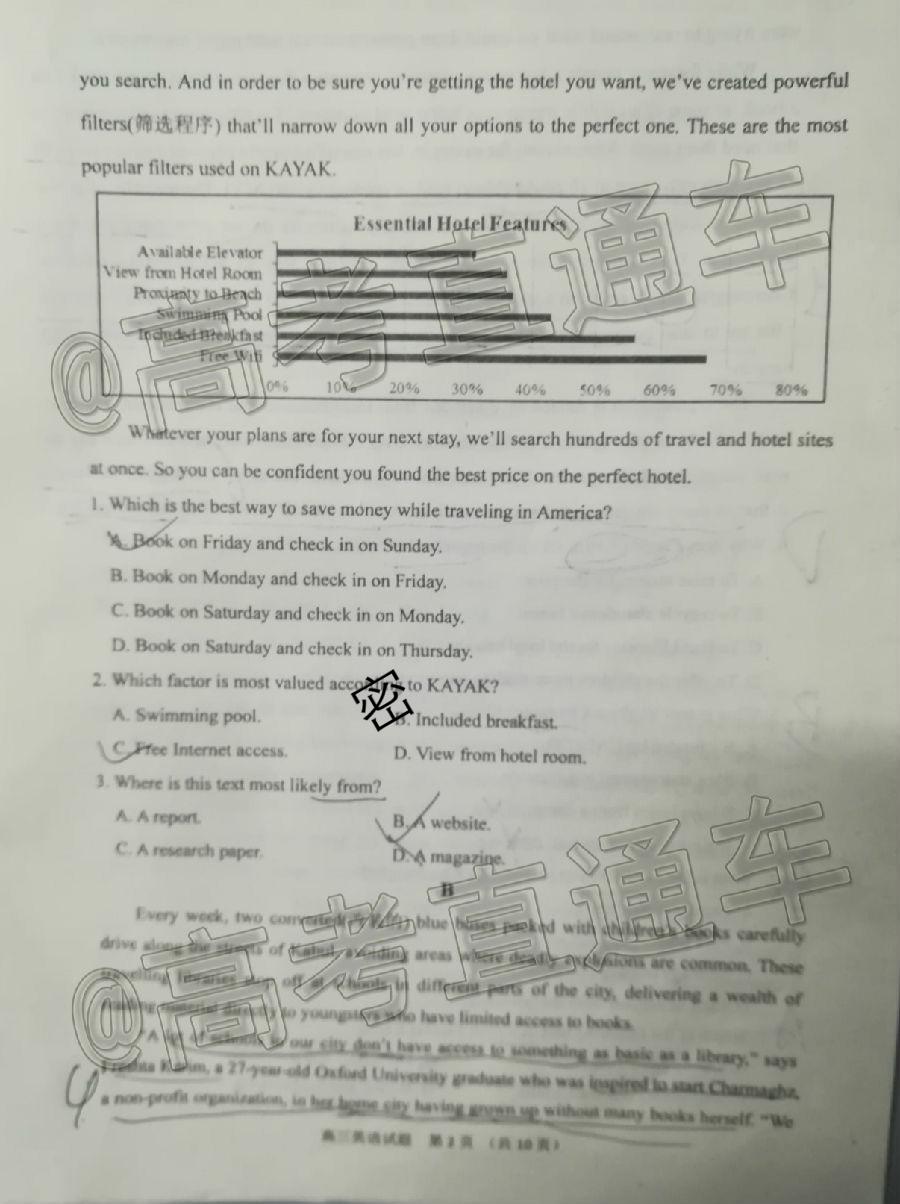 you search. And in order to be sure you're getting the hotel you want, we've created powerful
filters(筛选程序) that'll narrow down all your options to the perfect one. These are the most
popular filters used on KAYAK.
Essential Hotel Features
Available Elevator
View from Hotel Room
Proximity to Beach
Swimming Pool
Included Breakfast
Free Wifi
0% 10% 20% 30% 40% 50% 60% 70% 80%
@高考直通车
Whatever your plans are for your next stay, we'll search hundreds of travel and hotel sites
at once. So you can be confident you found the best price on the perfect hotel.
1. Which is the best way to save money while traveling in America?
A. Book on Friday and check in on Sunday.
B. Book on Monday and check in on Friday.
C. Book on Saturday and check in on Monday.
D. Book on Saturday and check in on Thursday.
2. Which factor is most valued according to KAYAK?
密
A. Swimming pool. B. Included breakfast.
C. Free Internet access. D. View from hotel room.
3. Where is this text most likely from?
A. A report. B. A website.
C. A research paper. D. A magazine.
B
Every week, two converted blue buses packed with children's books carefully
drive along the streets of Kabul, avoiding areas where deadly explosions are common. These
travelling libraries stop off at schools in different parts of the city, delivering a wealth of
reading material directly to youngsters who have limited access to books.
@高考直通车
"A lot of schools in our city don't have access to something as basic as a library," says
Karim, a 27-year-old Oxford University graduate who was inspired to start Charmaghz,
a non-profit organization, in her home city having grown up without many books herself. "We
高三英语试题 第 2 页 （共 10 页）